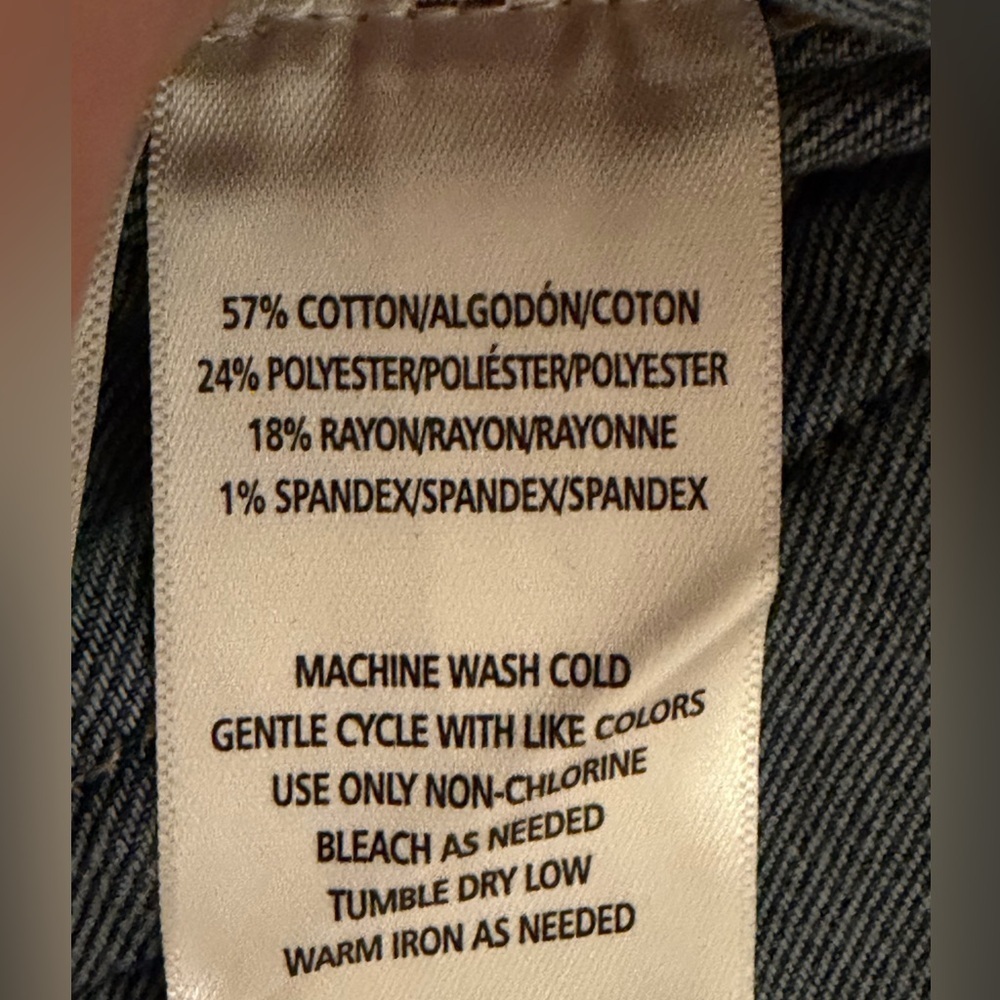 57% COTTON/ALGODÓN/COTON
24% POLYESTER/POLIÉSTER/POLYESTER
18% RAYON/RAYON/RAYONNE
1% SPANDEX/SPANDEX/SPANDEX
MACHINE WASH COLD
GENTLE CYCLE WITH LIKE COLORS
USE ONLY NON-CHLORINE
BLEACH AS NEEDED
TUMBLE DRY LOW
WARM IRON AS NEEDED